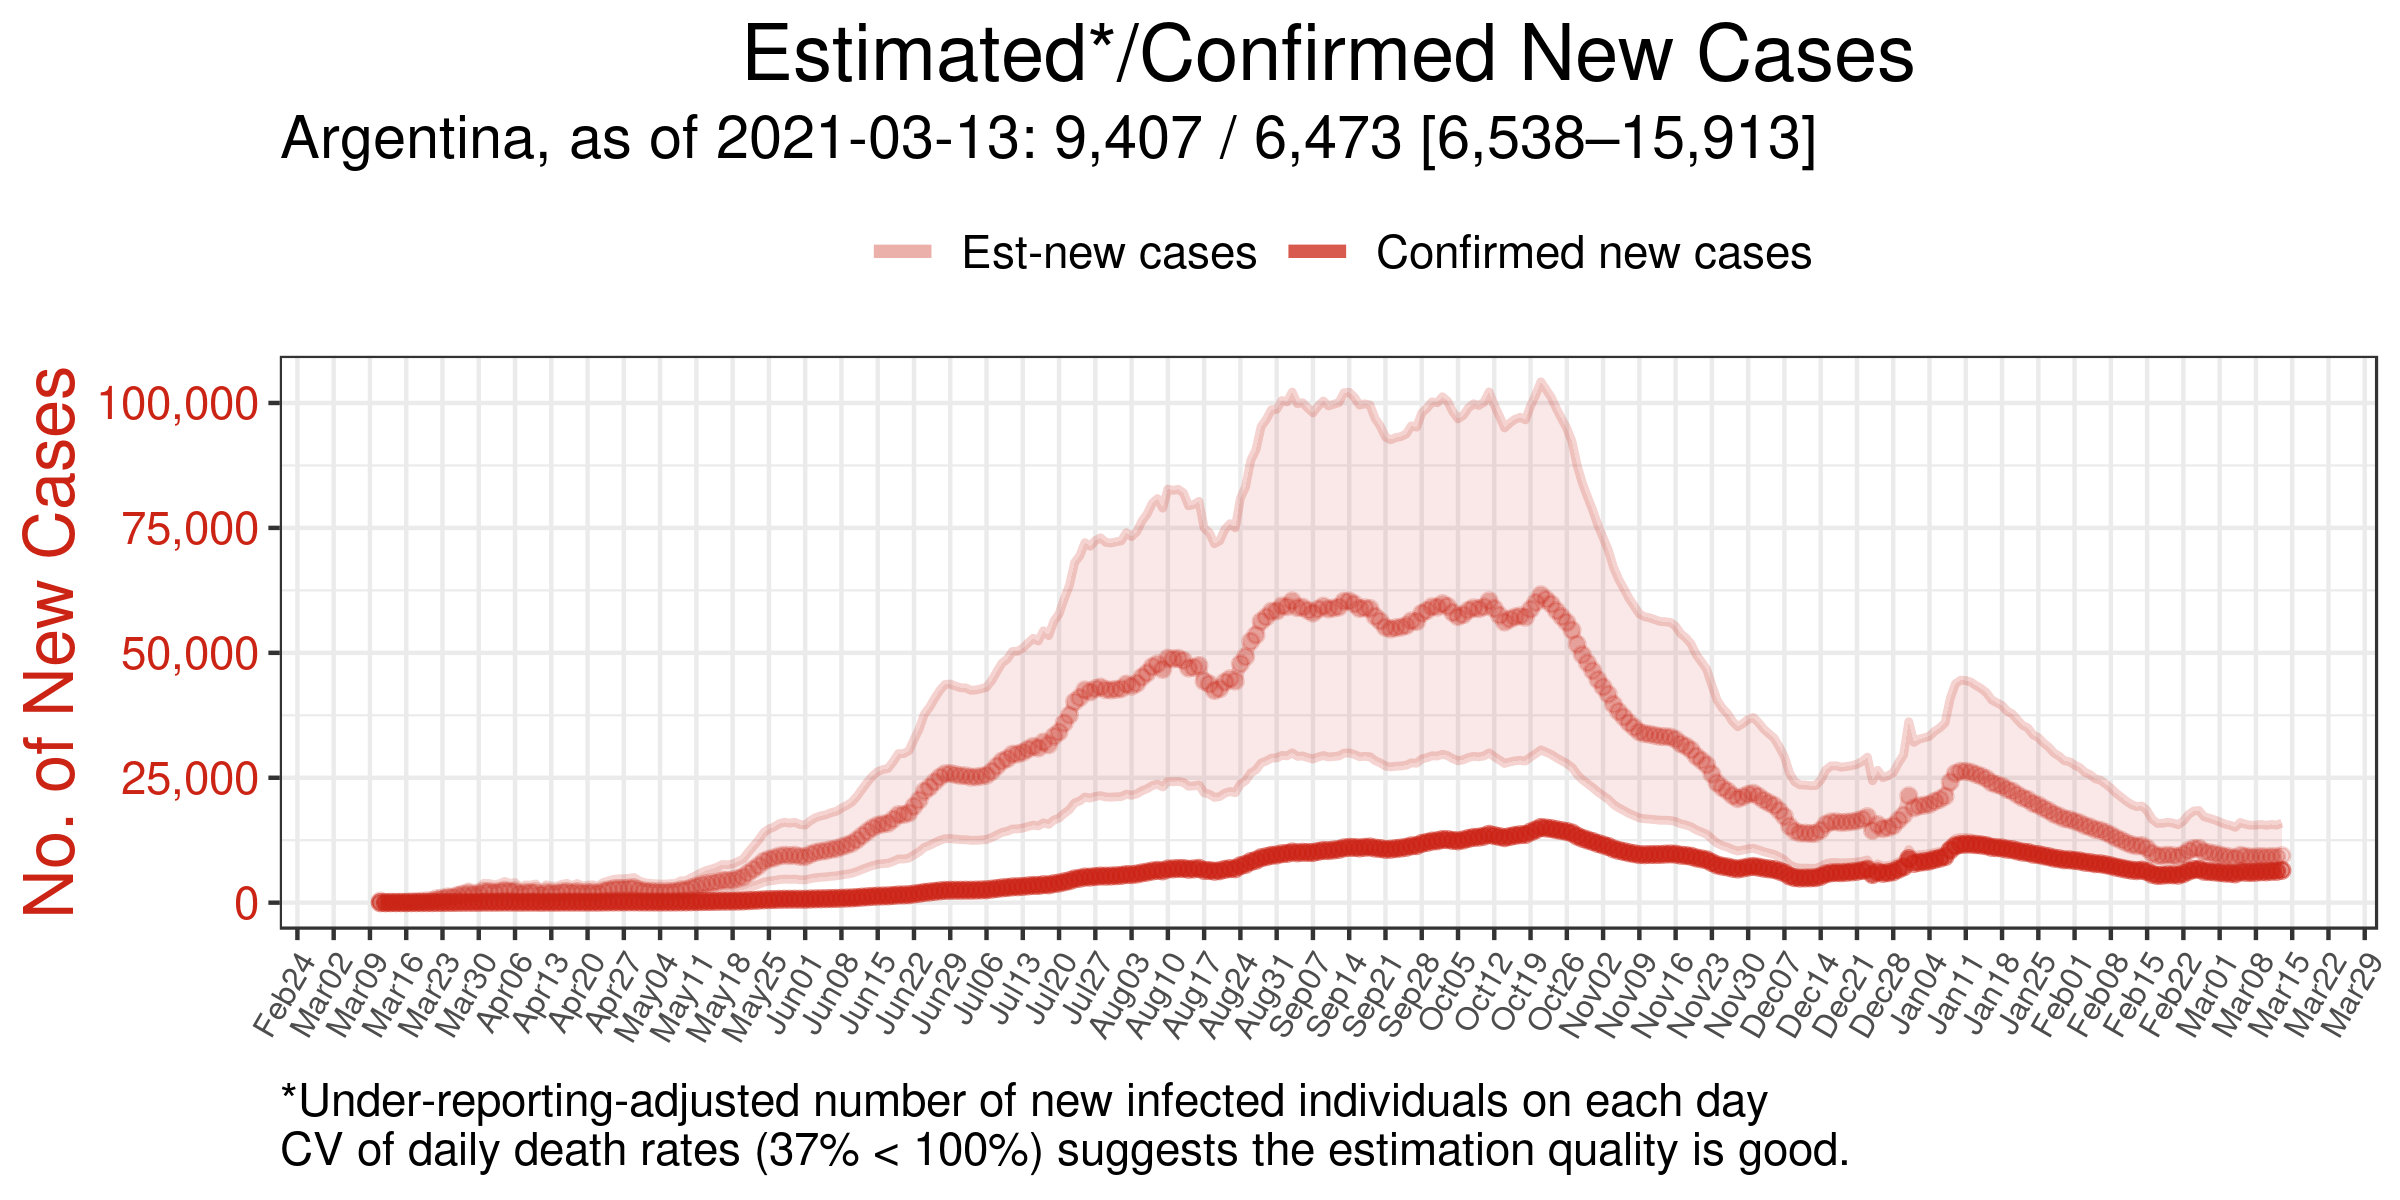 Estimated*/Confirmed New Cases
Argentina, as of 2021-03-13: 9,407 / 6,473 [6,538–15,913]
Est-new cases
Confirmed new cases
No. of New Cases
100,000
75,000
50,000
25,000
0
Feb24
Mar02
Mar09
Mar16
Mar23
Mar30
Apr06
Apr13
Apr20
Apr27
May04
May11
May18
May25
Jun01
Jun08
Jun15
Jun22
Jun29
Jul06
Jul13
Jul20
Jul27
Aug03
Aug10
Aug17
Aug24
Aug31
Sep07
Sep14
Sep21
Sep28
Oct05
Oct12
Oct19
Oct26
Nov02
Nov09
Nov16
Nov23
Nov30
Dec07
Dec14
Dec21
Dec28
Jan04
Jan11
Jan18
Jan25
Feb01
Feb08
Feb15
Feb22
Mar01
Mar08
Mar15
Mar22
Mar29
*Under-reporting-adjusted number of new infected individuals on each day
CV of daily death rates (37% < 100%) suggests the estimation quality is good.